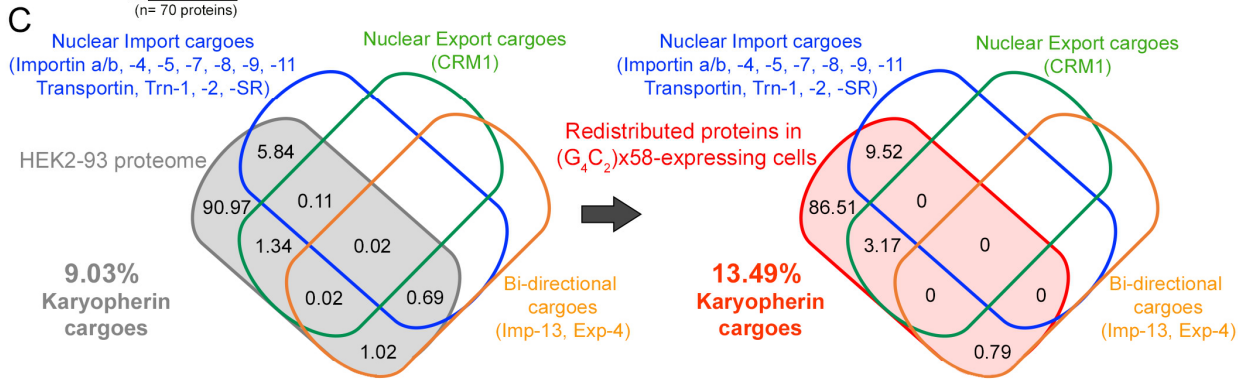 (n= 70 proteins)
C
Nuclear Import cargoes
(Importin a/b, -4, -5, -7, -8, -9, -11
Transportin, Trn-1, -2, -SR)
Nuclear Export cargoes
(CRM1)
HEK2-93 proteome
5.84
90.97
0.11
1.34
0.02
0.02
0.69
1.02
9.03%
Karyopherin
cargoes
Bi-directional
cargoes
(Imp-13, Exp-4)
Nuclear Import cargoes
(Importin a/b, -4, -5, -7, -8, -9, -11
Transportin, Trn-1, -2, -SR)
Nuclear Export cargoes
(CRM1)
Redistributed proteins in
(G₄C₂)x58-expressing cells
9.52
86.51
0
3.17
0
0
0
0.79
13.49%
Karyopherin
cargoes
Bi-directional
cargoes
(Imp-13, Exp-4)